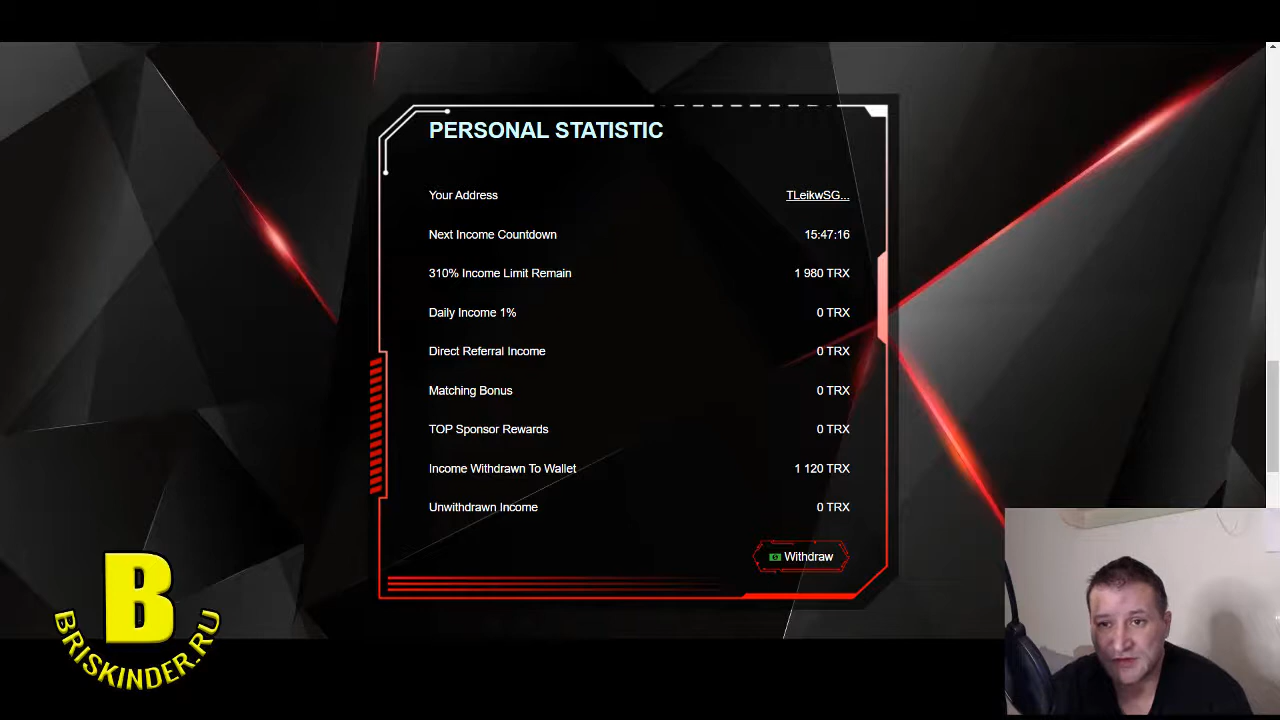 PERSONAL STATISTIC
Your Address TLeikwSG...
Next Income Countdown 15:47:16
310% Income Limit Remain 1 980 TRX
Daily Income 1% 0 TRX
Direct Referral Income 0 TRX
Matching Bonus 0 TRX
TOP Sponsor Rewards 0 TRX
Income Withdrawn To Wallet 1 120 TRX
Unwithdrawn Income 0 TRX
Withdraw
B
BRISKINDER.RU